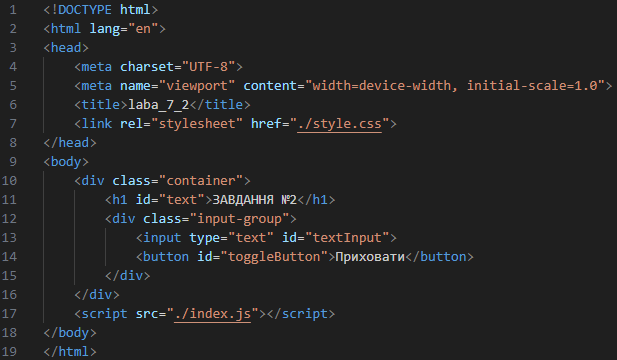 1 <!DOCTYPE html>
2 <html lang="en">
3 <head>
4     <meta charset="UTF-8">
5     <meta name="viewport" content="width=device-width, initial-scale=1.0">
6     <title>laba_7_2</title>
7     <link rel="stylesheet" href="./style.css">
8 </head>
9 <body>
10     <div class="container">
11         <h1 id="text">ЗАВДАННЯ №2</h1>
12         <div class="input-group">
13             <input type="text" id="textInput">
14             <button id="toggleButton">Приховати</button>
15         </div>
16     </div>
17     <script src="./index.js"></script>
18 </body>
19 </html>